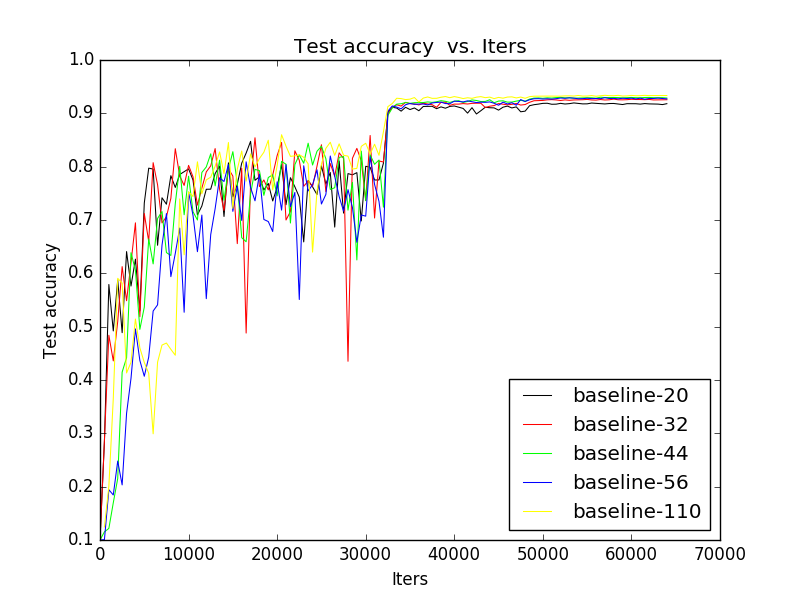 Test accuracy  vs. Iters
1.0
0.9
0.8
0.7
0.6
0.5
0.4
0.3
0.2
0.1
Test accuracy
baseline-20
baseline-32
baseline-44
baseline-56
baseline-110
0 10000 20000 30000 40000 50000 60000 70000
Iters